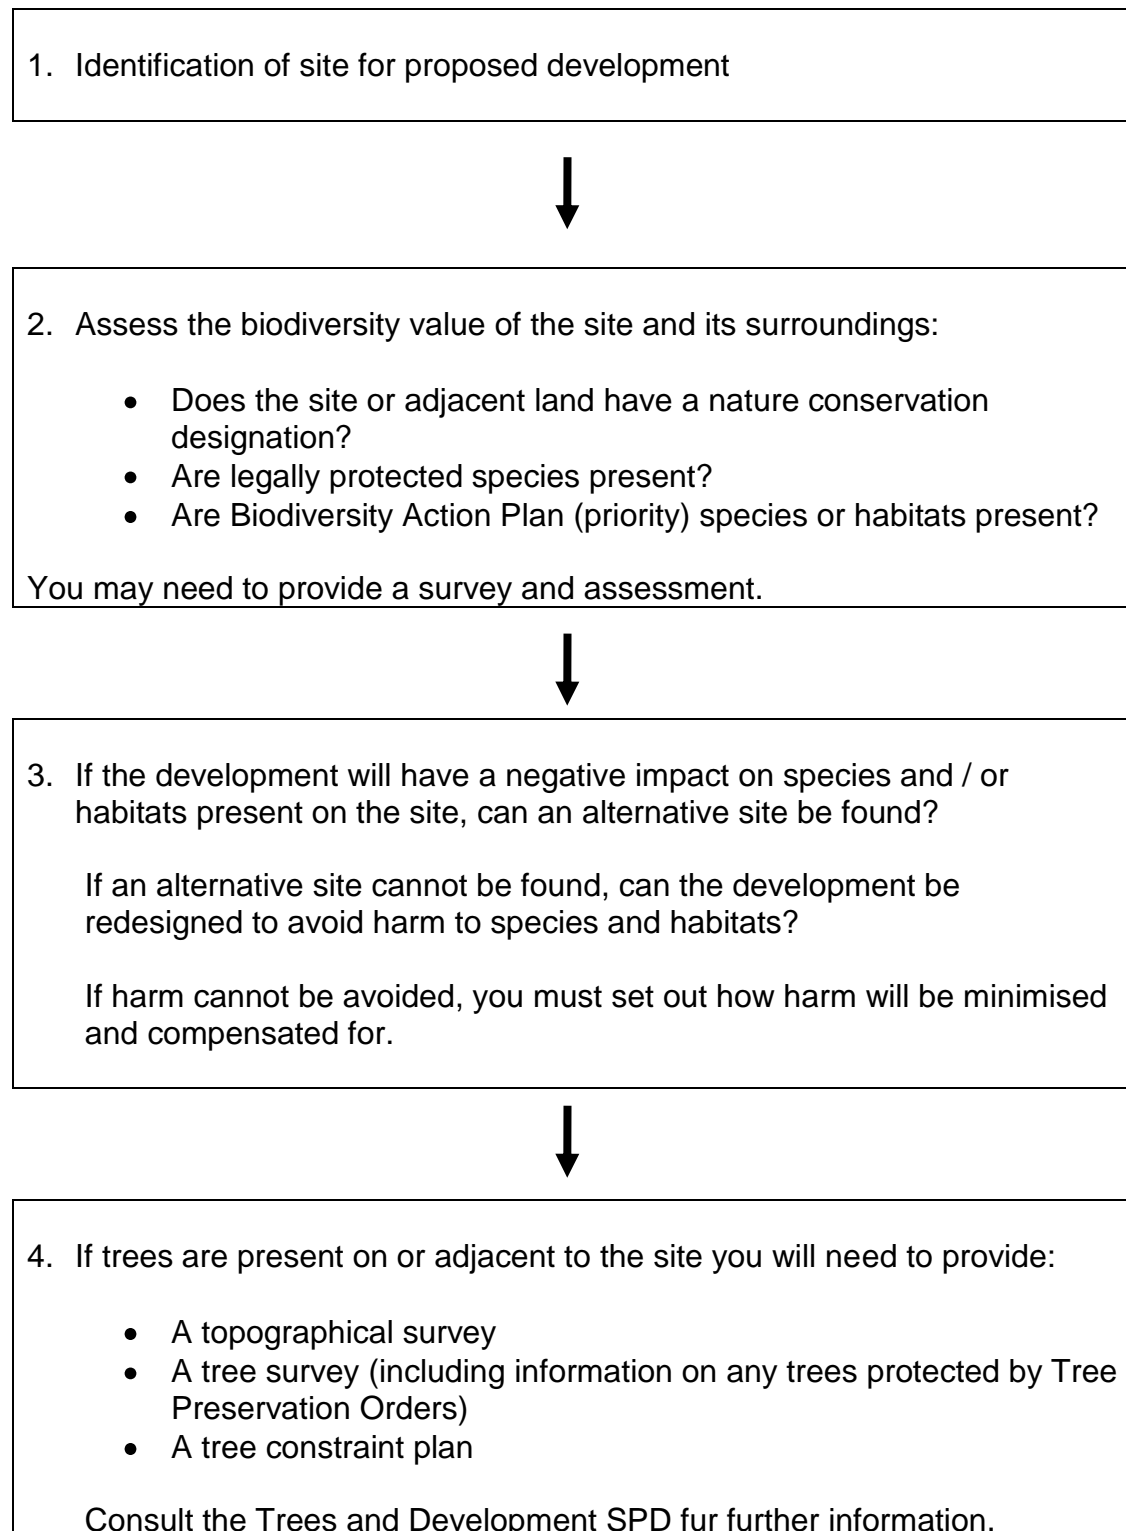 1. Identification of site for proposed development
2. Assess the biodiversity value of the site and its surroundings:
• Does the site or adjacent land have a nature conservation
designation?
• Are legally protected species present?
• Are Biodiversity Action Plan (priority) species or habitats present?
You may need to provide a survey and assessment.
3. If the development will have a negative impact on species and / or
habitats present on the site, can an alternative site be found?
If an alternative site cannot be found, can the development be
redesigned to avoid harm to species and habitats?
If harm cannot be avoided, you must set out how harm will be minimised
and compensated for.
4. If trees are present on or adjacent to the site you will need to provide:
• A topographical survey
• A tree survey (including information on any trees protected by Tree
Preservation Orders)
• A tree constraint plan
Consult the Trees and Development SPD fur further information.